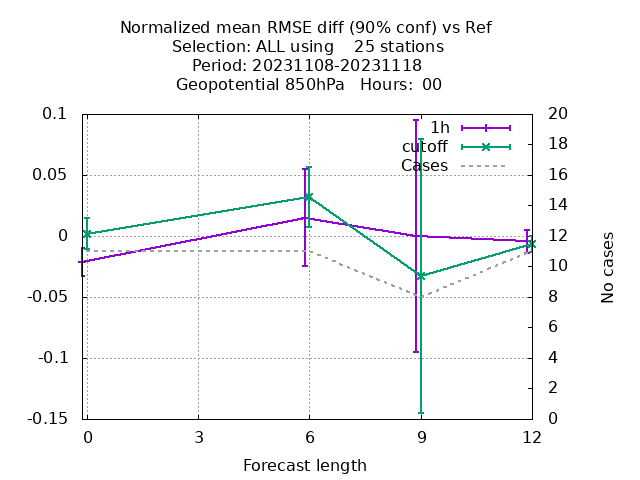 Normalized mean RMSE diff (90% conf) vs Ref
Selection: ALL using    25 stations
Period: 20231108-20231118
Geopotential 850hPa   Hours:  00
0.1
0.05
0
-0.05
-0.1
-0.15
20
18
16
14
12
10
8
6
4
2
0
1h
cutoff
Cases
No cases
0 3 6 9 12
Forecast length